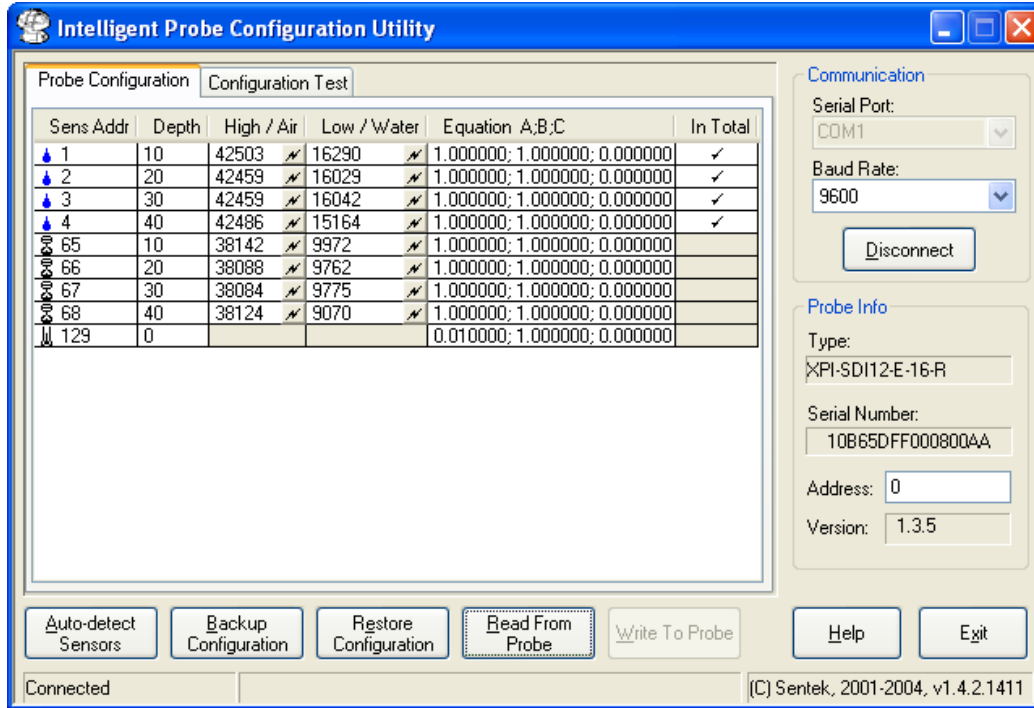 Intelligent Probe Configuration Utility
Probe Configuration Configuration Test
Sens Addr Depth High / Air Low / Water Equation A;B;C In Total
1 10 42503 16290 1.000000; 1.000000; 0.000000 ✓
2 20 42459 16029 1.000000; 1.000000; 0.000000 ✓
3 30 42459 16042 1.000000; 1.000000; 0.000000 ✓
4 40 42486 15164 1.000000; 1.000000; 0.000000 ✓
65 10 38142 9972 1.000000; 1.000000; 0.000000
66 20 38088 9762 1.000000; 1.000000; 0.000000
67 30 38084 9775 1.000000; 1.000000; 0.000000
68 40 38124 9070 1.000000; 1.000000; 0.000000
129 0 0.010000; 1.000000; 0.000000
Communication
Serial Port:
COM1
Baud Rate:
9600
Disconnect
Probe Info
Type:
XPI-SDI12-E-16-R
Serial Number:
10B65DFF000800AA
Address: 0
Version: 1.3.5
Auto-detect
Sensors
Backup
Configuration
Restore
Configuration
Read From
Probe
Write To Probe
Help
Exit
Connected
(C) Sentek, 2001-2004, v1.4.2.1411